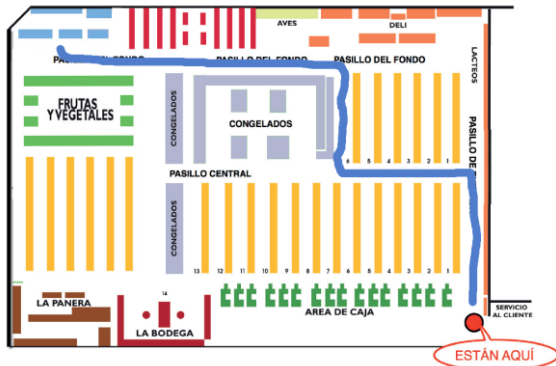 AVES
DELI
PASILLO DEL FONDO
PASILLO DEL FONDO
LACTEOS
FRUTAS
Y VEGETALES
CONGELADOS
CONGELADOS
PASILLO DE
6 5 4 3 2 1
PASILLO CENTRAL
CONGELADOS
13 12 11 10 9 8 7 6 5 4 3 2 1
14
LA PANERA
LA BODEGA
AREA DE CAJA
SERVICIO
AL CLIENTE
ESTÁN AQUÍ